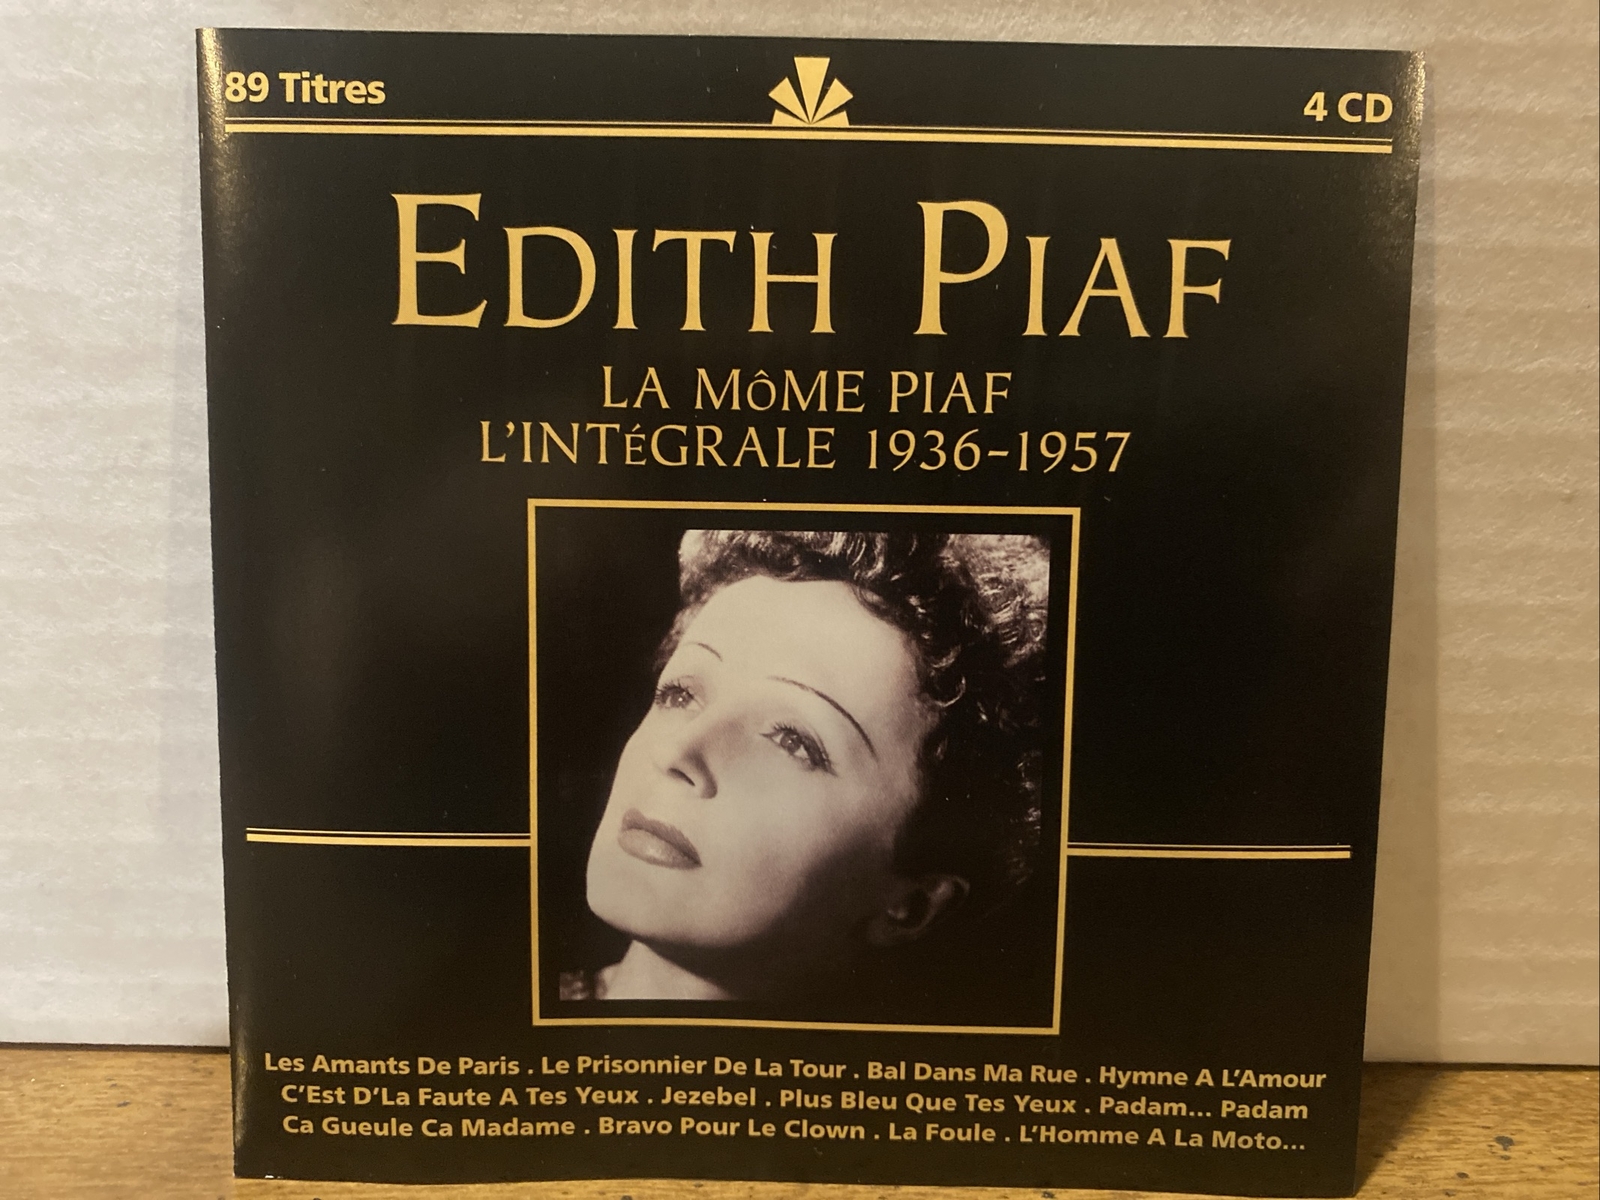 89 Titres
4 CD
EDITH PIAF
LA MôME PIAF
L'INTéGRALE 1936-1957
Les Amants De Paris . Le Prisonnier De La Tour . Bal Dans Ma Rue . Hymne A L'Amour
C'Est D'La Faute A Tes Yeux . Jezebel . Plus Bleu Que Tes Yeux . Padam... Padam
Ca Gueule Ca Madame . Bravo Pour Le Clown . La Foule . L'Homme A La Moto...